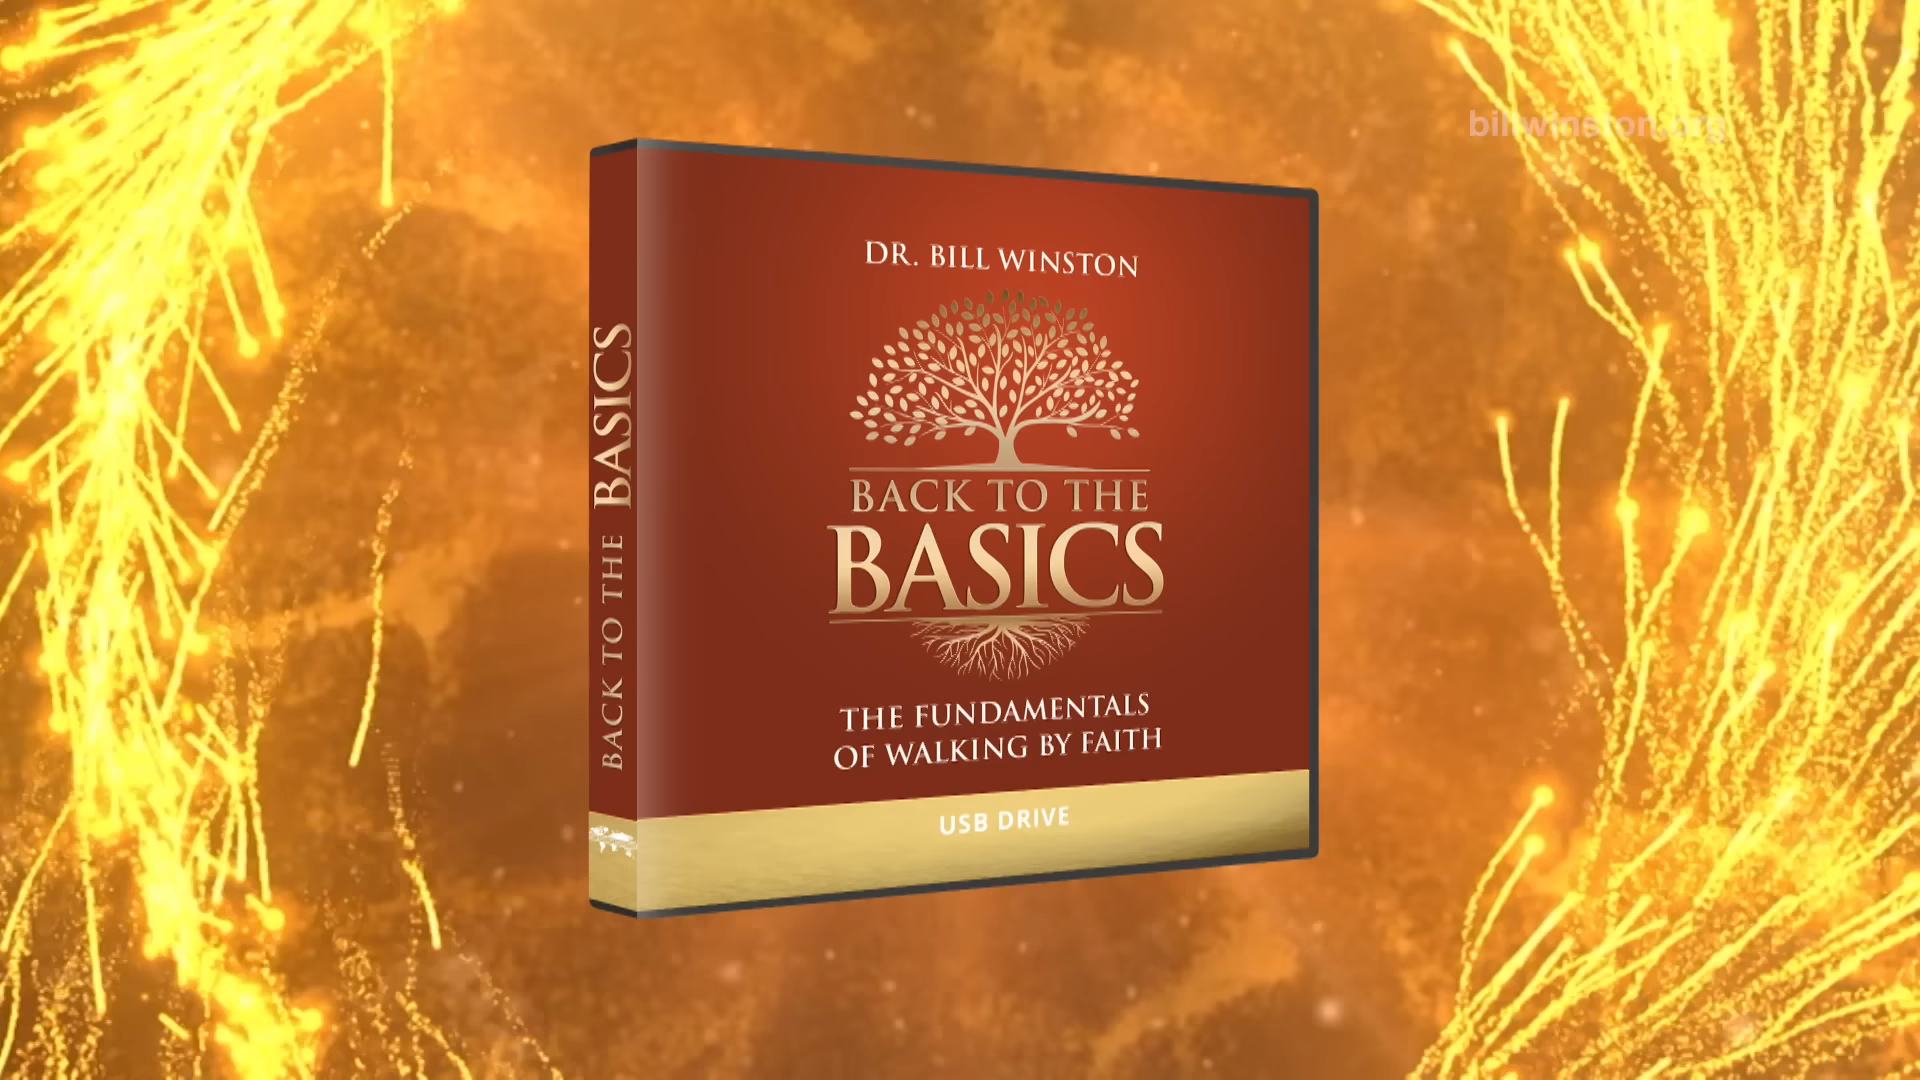 billwinston.org
DR. BILL WINSTON
BACK TO THE
BASICS
THE FUNDAMENTALS
OF WALKING BY FAITH
USB DRIVE
BACK TO THE BASICS